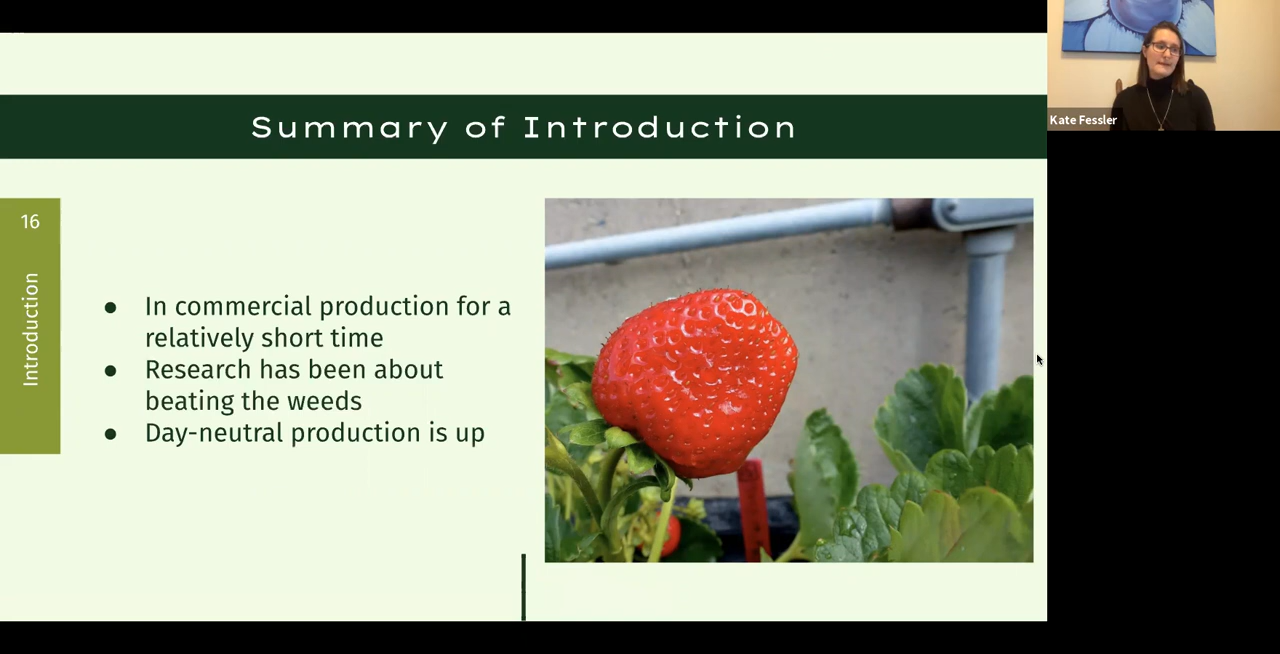 Summary of Introduction
16
Introduction
● In commercial production for a
relatively short time
● Research has been about
beating the weeds
● Day-neutral production is up
Kate Fessler